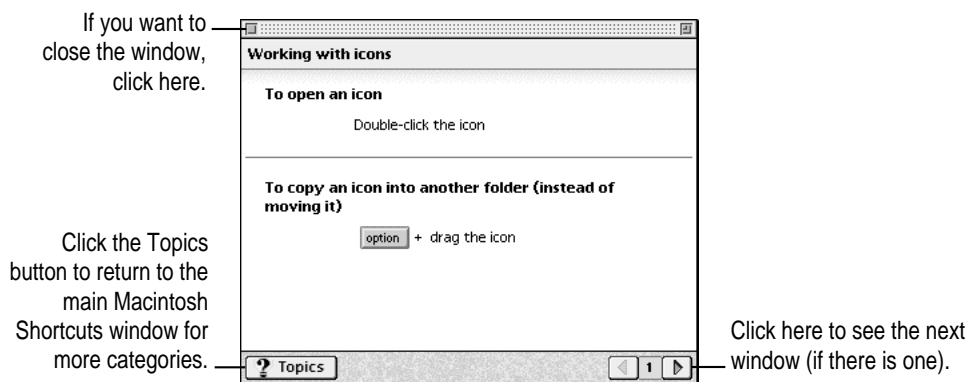 If you want to
close the window,
click here.
Working with icons
To open an icon
Double-click the icon
To copy an icon into another folder (instead of
moving it)
option + drag the icon
Click the Topics
button to return to the
main Macintosh
Shortcuts window for
more categories.
? Topics
1
Click here to see the next
window (if there is one).